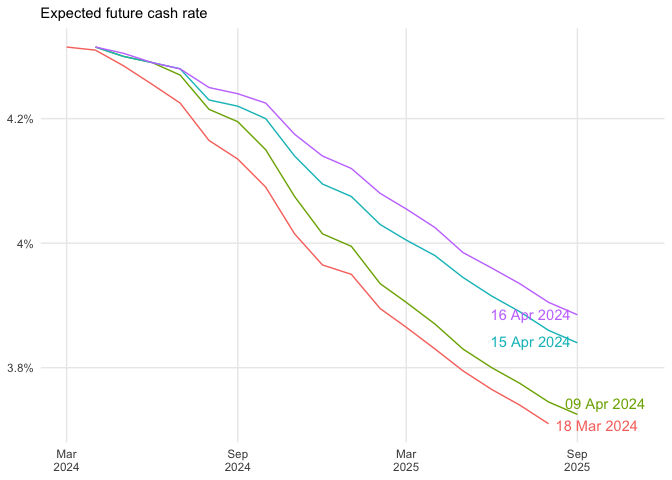 Expected future cash rate
4.2%
4%
3.8%
16 Apr 2024
15 Apr 2024
09 Apr 2024
18 Mar 2024
Mar
2024
Sep
2024
Mar
2025
Sep
2025